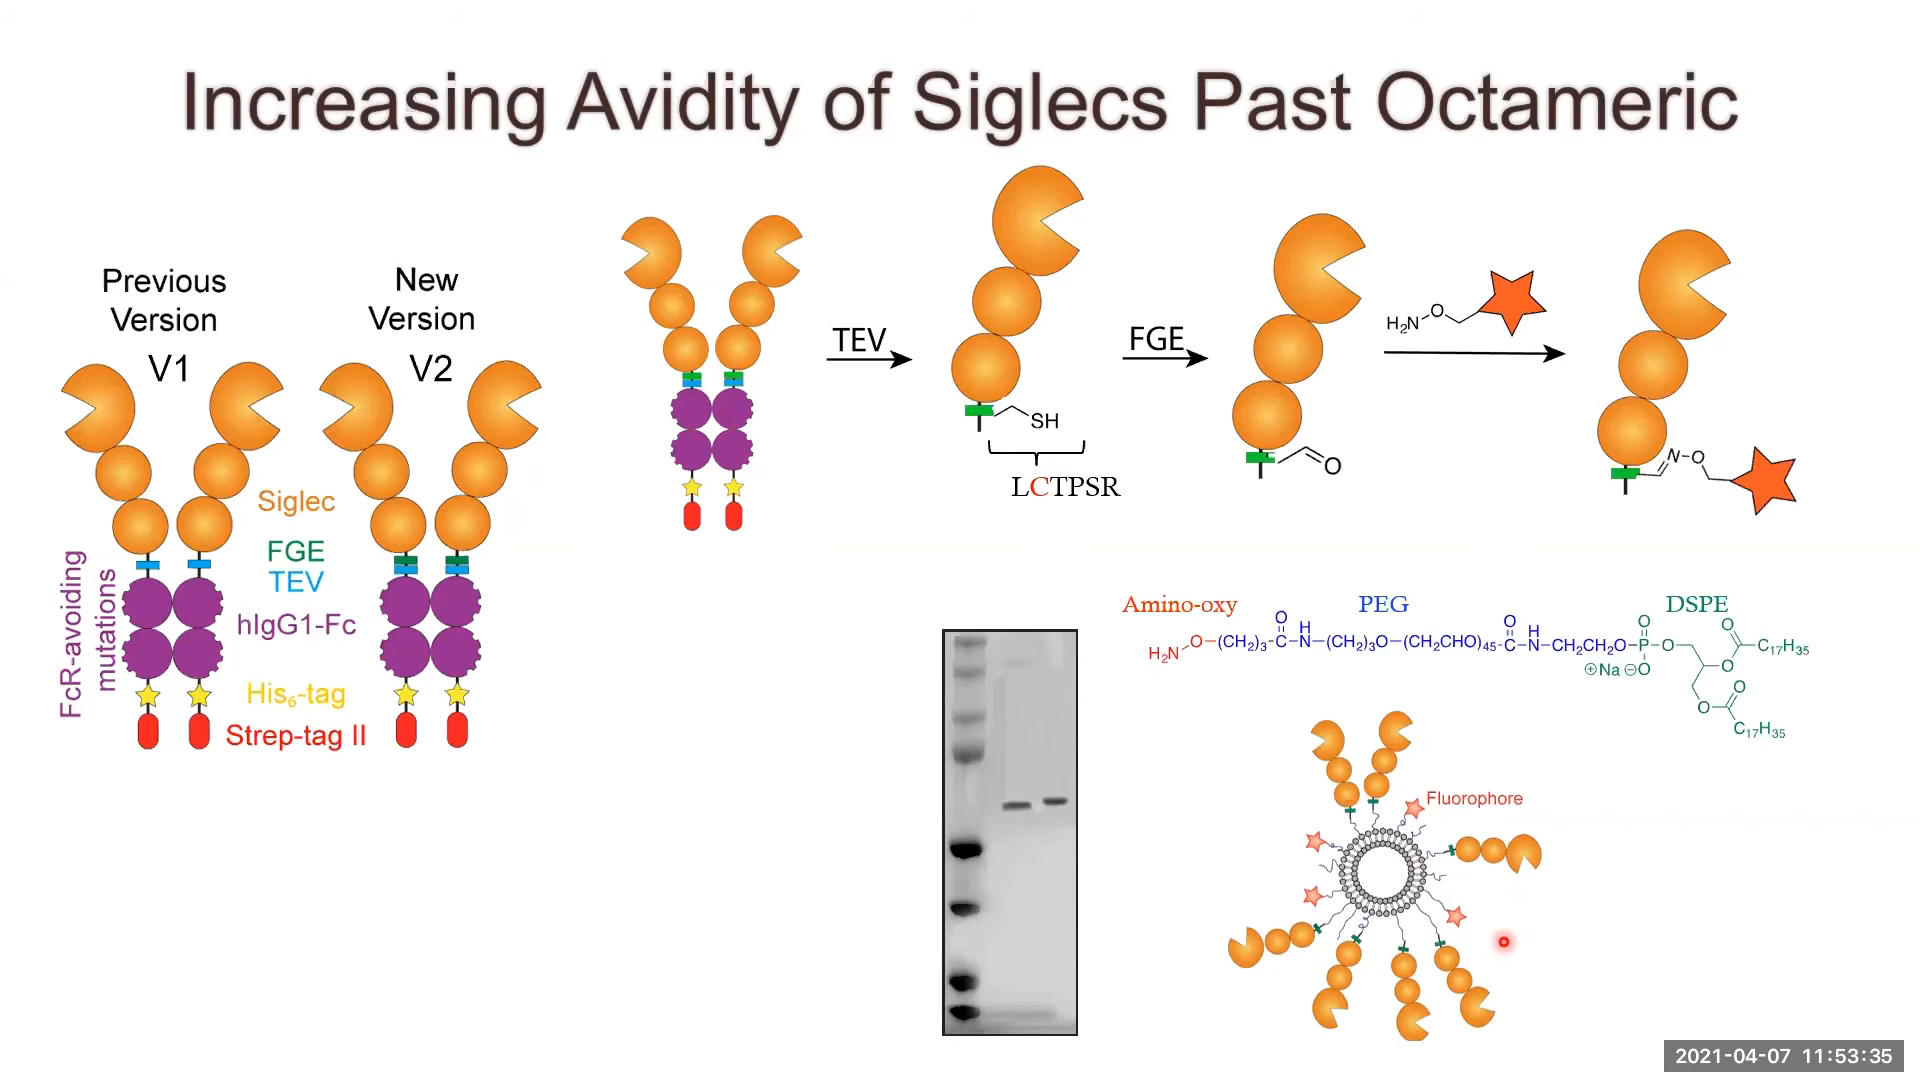 Increasing Avidity of Siglecs Past Octameric
Previous
Version
V1
New
Version
V2
Siglec
FGE
TEV
hIgG1-Fc
His₆-tag
Strep-tag II
FcR-avoiding
mutations
TEV
SH
LCTPSR
FGE
O
H₂N
O
N-O
Amino-oxy
PEG
DSPE
H₂N-O-(CH₂)₃-C(O)-N(H)-(CH₂)₃O-(CH₂CHO)₄₅-C(O)-N(H)-CH₂CH₂O-P(O)-O
⊕Na ⊖O
O
C₁₇H₃₅
O
O
O
C₁₇H₃₅
Fluorophore
2021-04-07 11:53:35